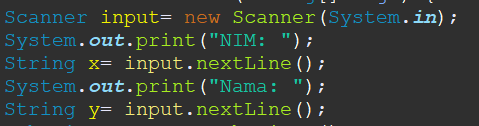 Scanner input= new Scanner(System.in);
System.out.print("NIM: ");
String x= input.nextLine();
System.out.print("Nama: ");
String y= input.nextLine();